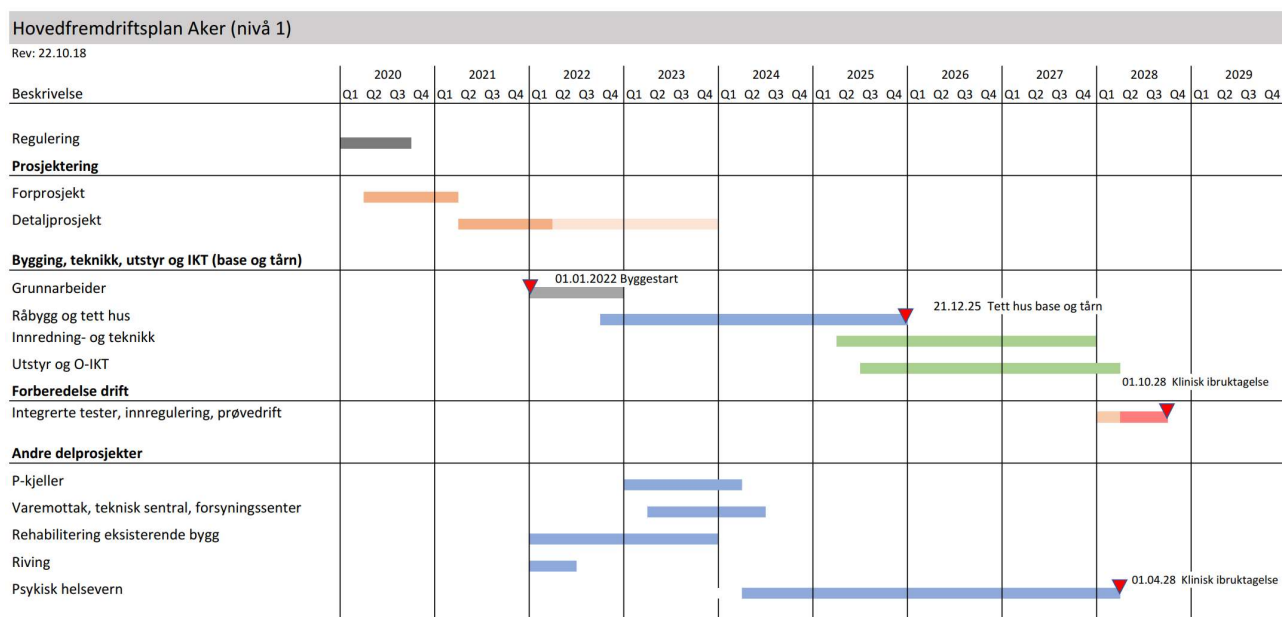 Hovedfremdriftsplan Aker (nivå 1)
Rev: 22.10.18
2020 2021 2022 2023 2024 2025 2026 2027 2028 2029
Beskrivelse Q1 Q2 Q3 Q4 Q1 Q2 Q3 Q4 Q1 Q2 Q3 Q4 Q1 Q2 Q3 Q4 Q1 Q2 Q3 Q4 Q1 Q2 Q3 Q4 Q1 Q2 Q3 Q4 Q1 Q2 Q3 Q4 Q1 Q2 Q3 Q4 Q1 Q2 Q3 Q4
Regulering
Prosjektering
Forprosjekt
Detaljprosjekt
Bygging, teknikk, utstyr og IKT (base og tårn)
01.01.2022 Byggestart
Grunnarbeider
21.12.25 Tett hus base og tårn
Råbygg og tett hus
Innredning- og teknikk
Utstyr og O-IKT
01.10.28 Klinisk ibruktagelse
Forberedelse drift
Integrerte tester, innregulering, prøvedrift
Andre delprosjekter
P-kjeller
Varemottak, teknisk sentral, forsyningssenter
Rehabilitering eksisterende bygg
Riving
01.04.28 Klinisk ibruktagelse
Psykisk helsevern